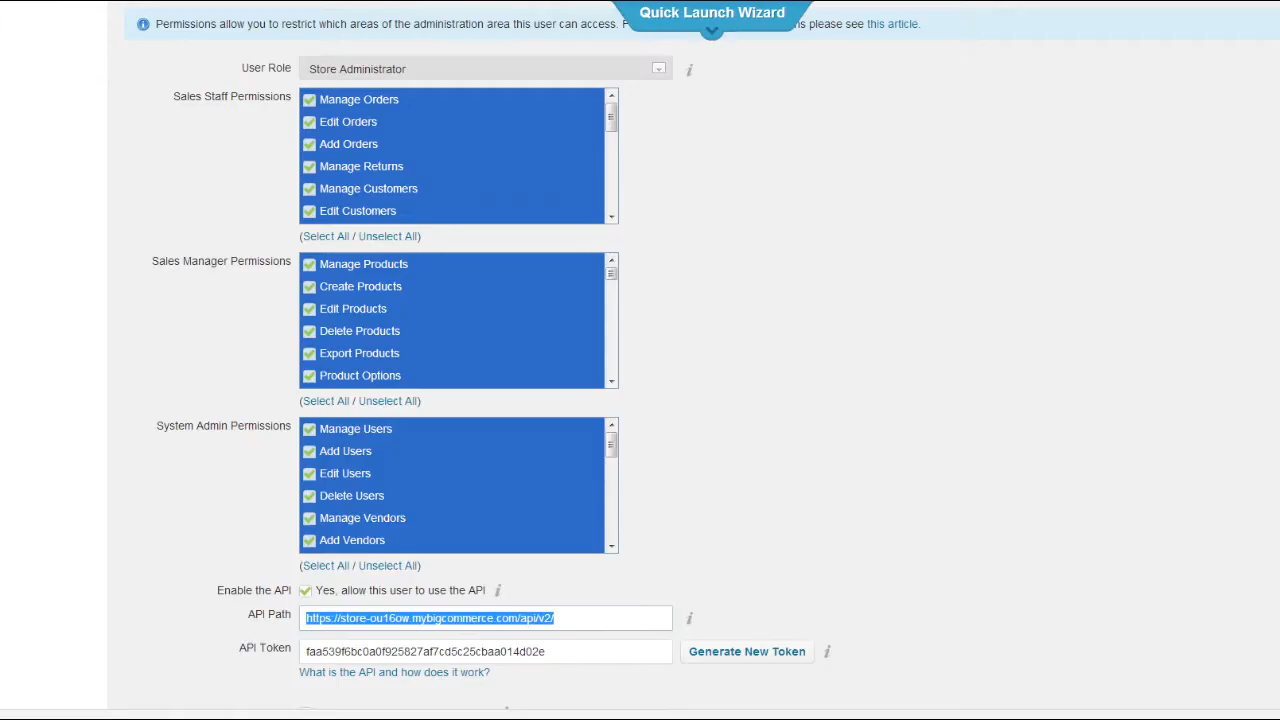 Quick Launch Wizard
Permissions allow you to restrict which areas of the administration area this user can access. F
ns please see this article.
User Role
Store Administrator
Sales Staff Permissions
Manage Orders
Edit Orders
Add Orders
Manage Returns
Manage Customers
Edit Customers
(Select All / Unselect All)
Sales Manager Permissions
Manage Products
Create Products
Edit Products
Delete Products
Export Products
Product Options
(Select All / Unselect All)
System Admin Permissions
Manage Users
Add Users
Edit Users
Delete Users
Manage Vendors
Add Vendors
(Select All / Unselect All)
Enable the API
Yes, allow this user to use the API
API Path
https://store-ou16ow.mybigcommerce.com/api/v2/
API Token
faa539f6bc0a0f925827af7cd5c25cbaa014d02e
Generate New Token
What is the API and how does it work?